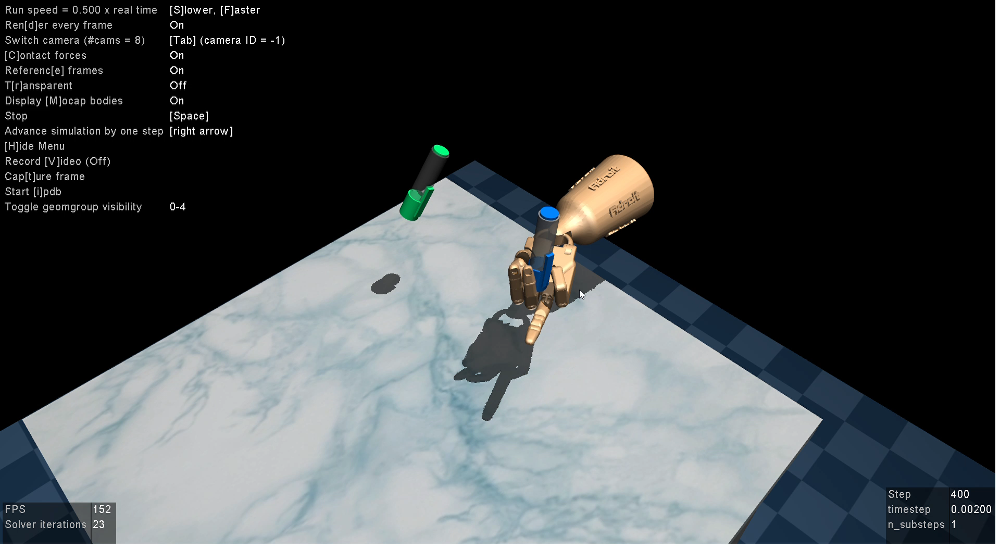 Run speed = 0.500 x real time [S]lower, [F]aster
Ren[d]er every frame On
Switch camera (#cams = 8) [Tab] (camera ID = -1)
[C]ontact forces On
Referenc[e] frames On
T[r]ansparent Off
Display [M]ocap bodies On
Stop [Space]
Advance simulation by one step [right arrow]
[H]ide Menu
Record [V]ideo (Off)
Cap[t]ure frame
Start [i]pdb
Toggle geomgroup visibility 0-4
Adroit
Adroit
FPS 152
Solver iterations 23
Step 400
timestep 0.00200
n_substeps 1